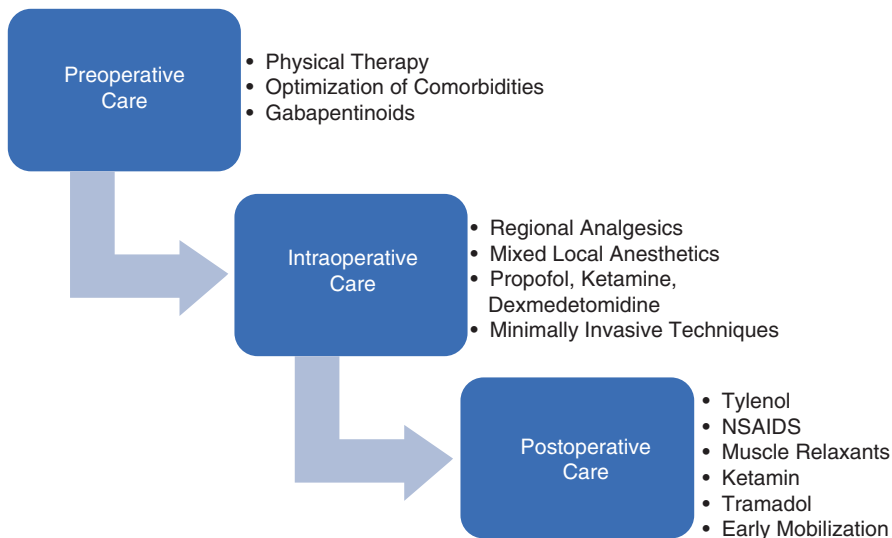 Preoperative
Care
• Physical Therapy
• Optimization of Comorbidities
• Gabapentinoids
Intraoperative
Care
• Regional Analgesics
• Mixed Local Anesthetics
• Propofol, Ketamine,
Dexmedetomidine
• Minimally Invasive Techniques
Postoperative
Care
• Tylenol
• NSAIDS
• Muscle Relaxants
• Ketamin
• Tramadol
• Early Mobilization